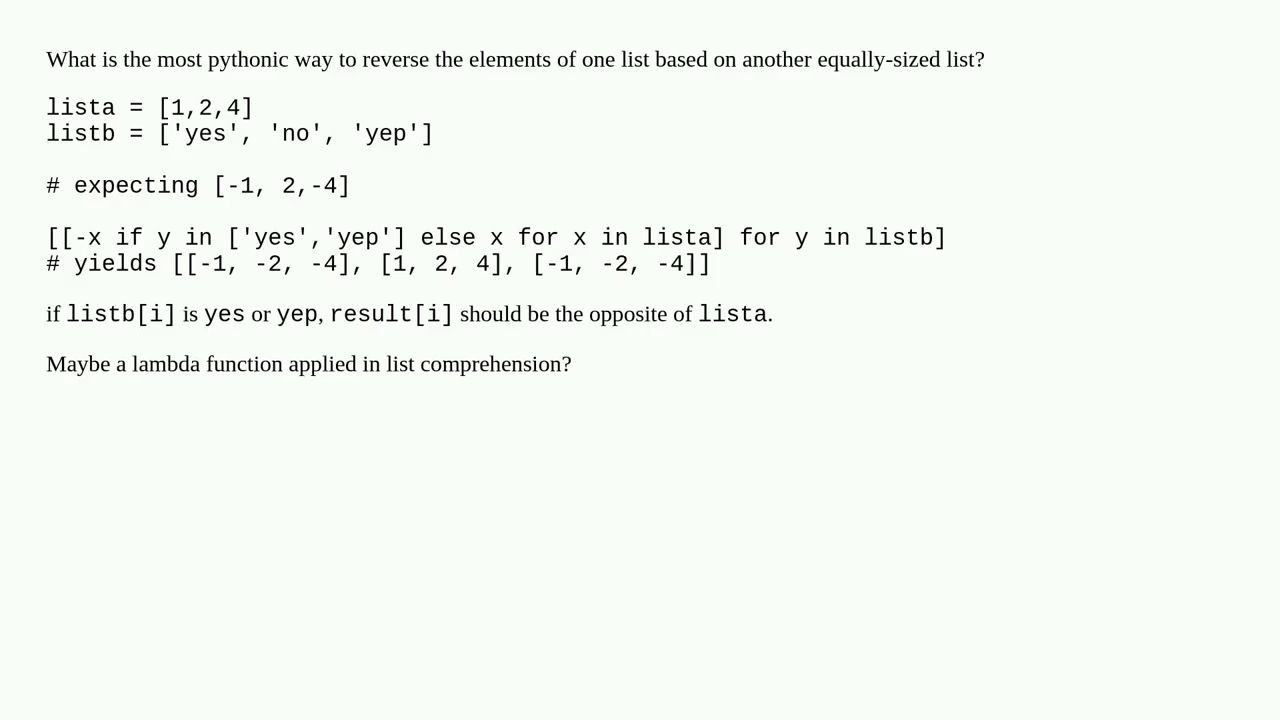 What is the most pythonic way to reverse the elements of one list based on another equally-sized list?
lista = [1,2,4]
listb = ['yes', 'no', 'yep']
# expecting [-1, 2,-4]
[[-x if y in ['yes','yep'] else x for x in lista] for y in listb]
# yields [[-1, -2, -4], [1, 2, 4], [-1, -2, -4]]
if listb[i] is yes or yep, result[i] should be the opposite of lista.
Maybe a lambda function applied in list comprehension?